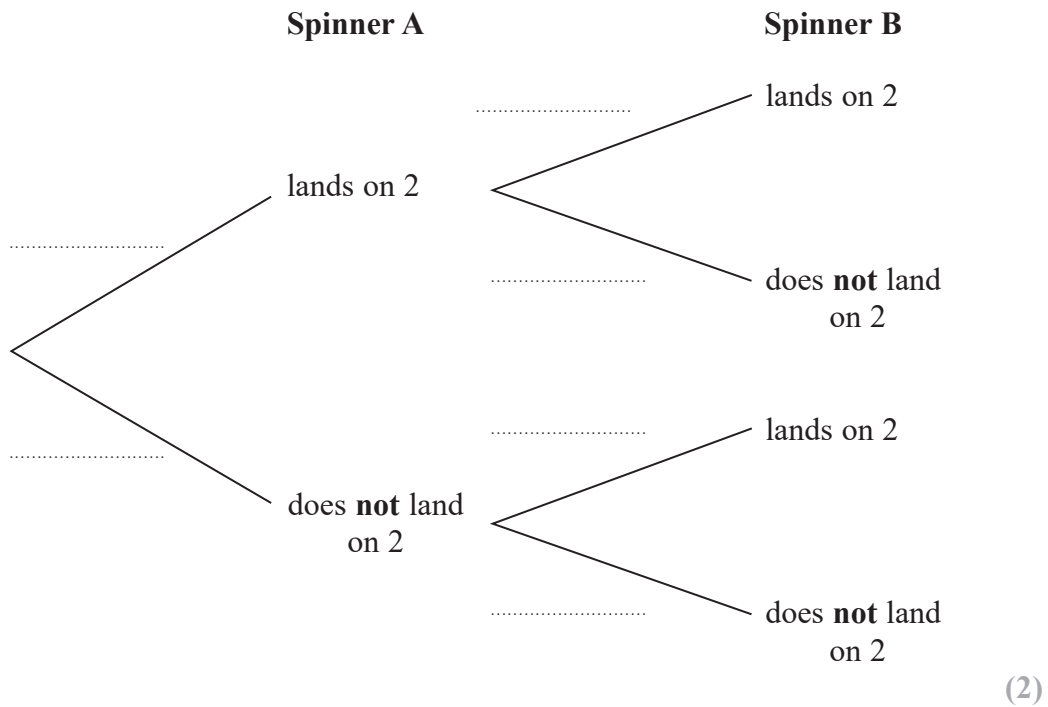 Spinner A
Spinner B
lands on 2
lands on 2
does not land
on 2
does not land
on 2
lands on 2
does not land
on 2
(2)